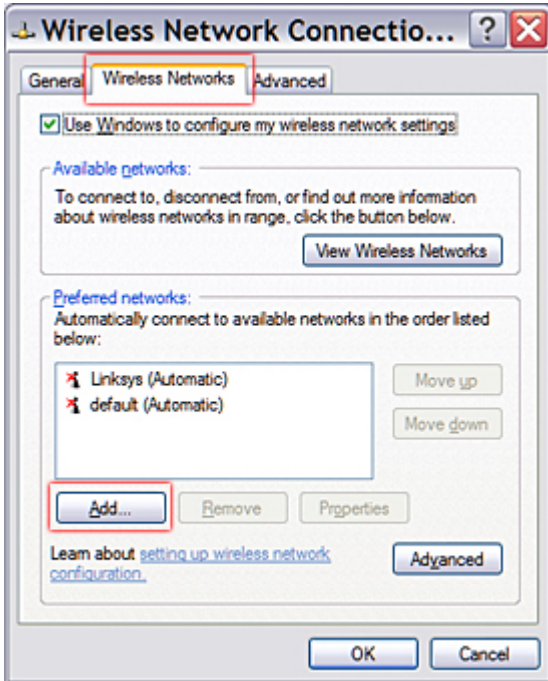 Wireless Network Connectio...
General Wireless Networks Advanced
Use Windows to configure my wireless network settings
Available networks:
To connect to, disconnect from, or find out more information
about wireless networks in range, click the button below.
View Wireless Networks
Preferred networks:
Automatically connect to available networks in the order listed
below:
Linksys (Automatic)
default (Automatic)
Move up
Move down
Add... Remove Properties
Learn about setting up wireless network
configuration.
Advanced
OK Cancel